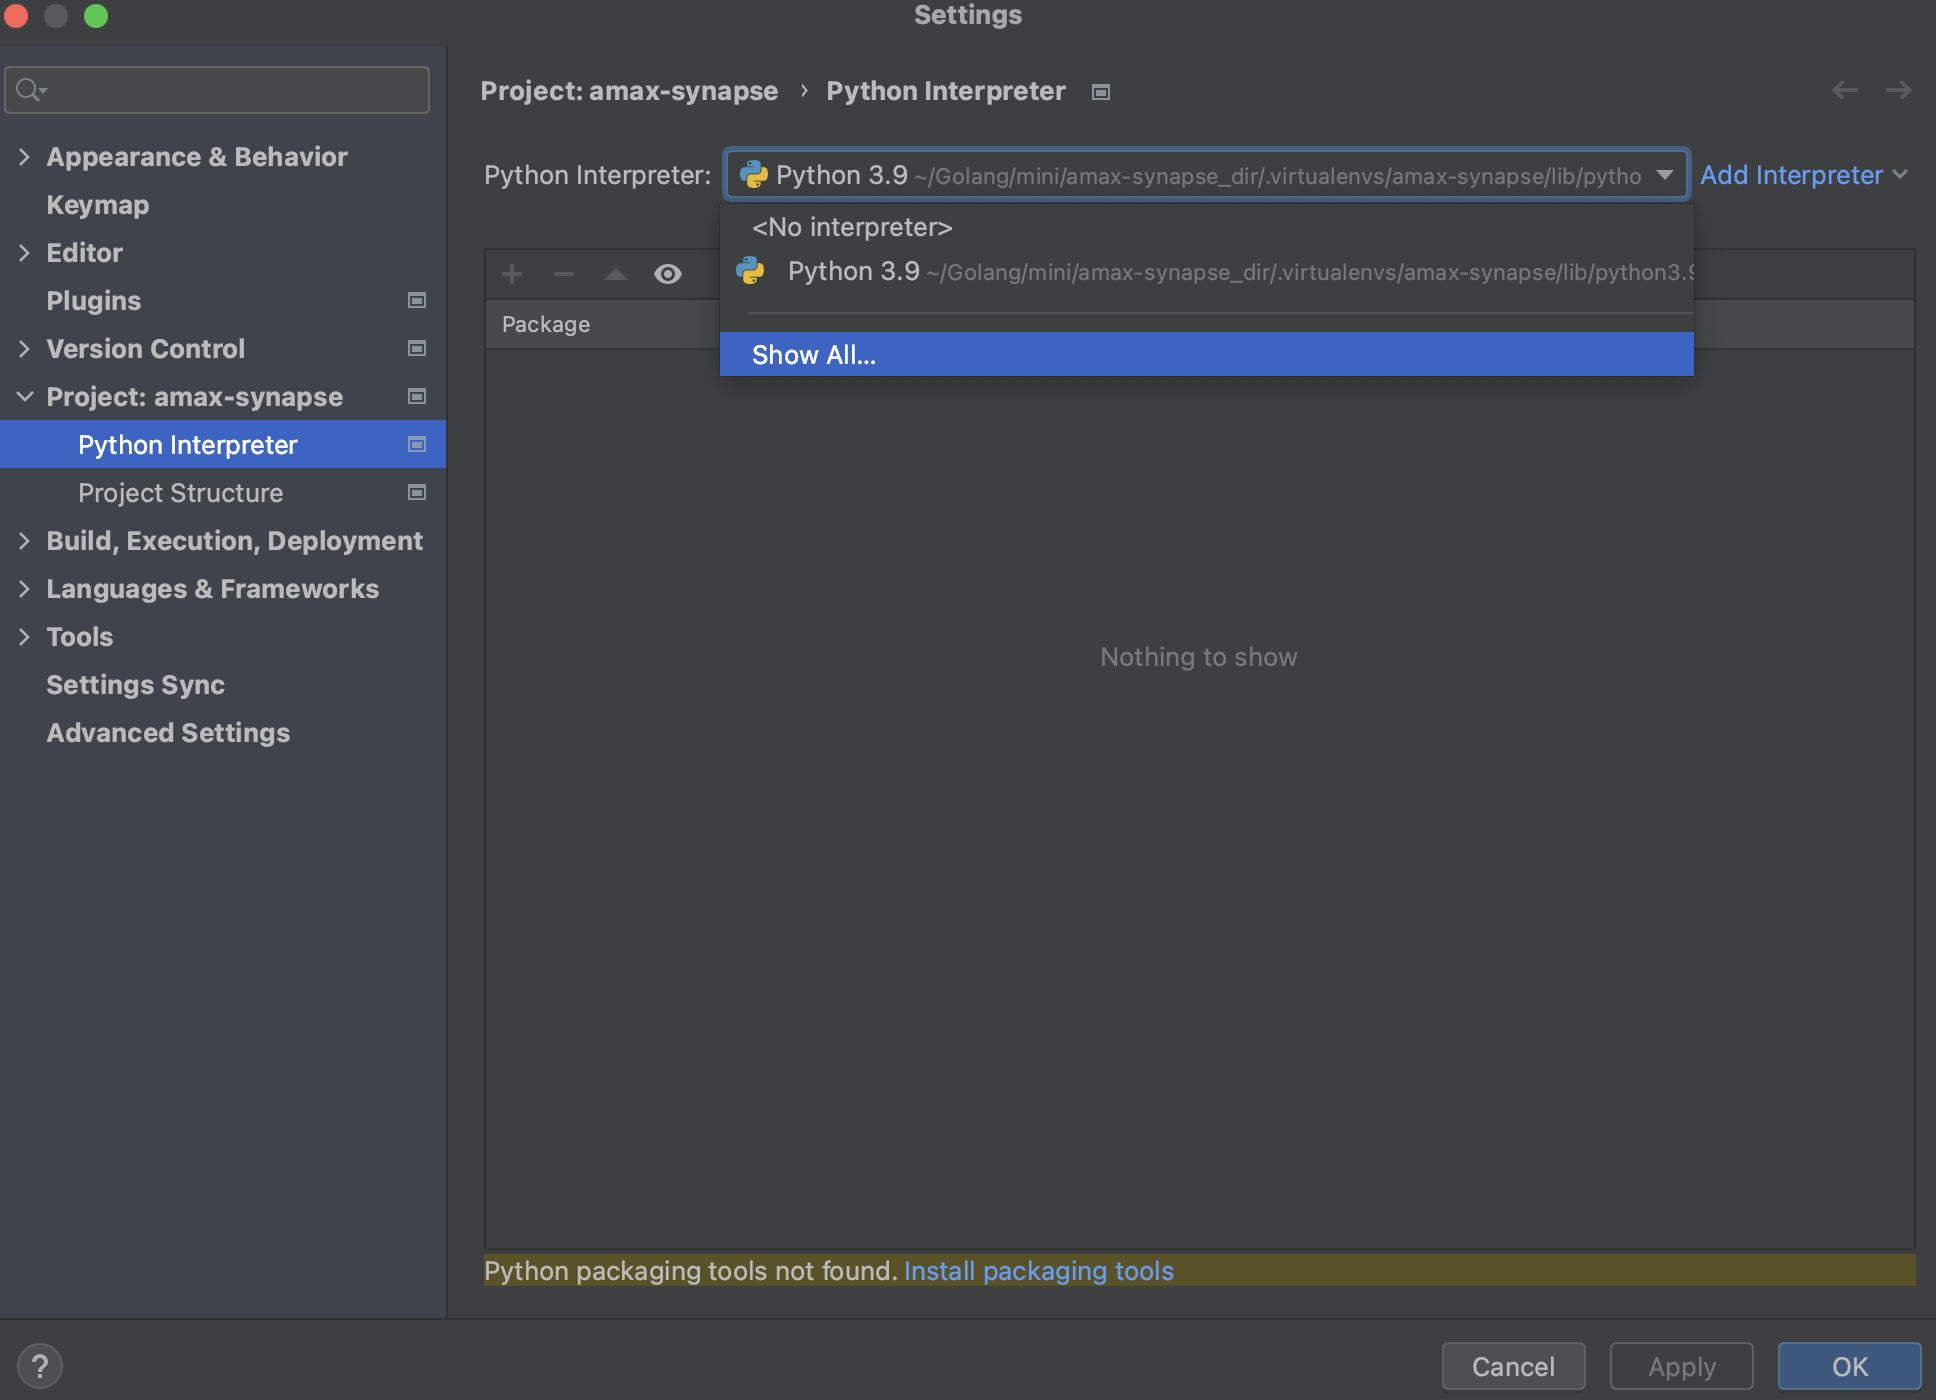 Settings
Project: amax-synapse › Python Interpreter
Appearance & Behavior
Keymap
Editor
Plugins
Version Control
Project: amax-synapse
Python Interpreter
Project Structure
Build, Execution, Deployment
Languages & Frameworks
Tools
Settings Sync
Advanced Settings
Python Interpreter: Python 3.9 ~/Golang/mini/amax-synapse_dir/.virtualenvs/amax-synapse/lib/pytho Add Interpreter
<No interpreter>
Python 3.9 ~/Golang/mini/amax-synapse_dir/.virtualenvs/amax-synapse/lib/python3.9
Show All...
Package
Nothing to show
Python packaging tools not found. Install packaging tools
? Cancel Apply OK